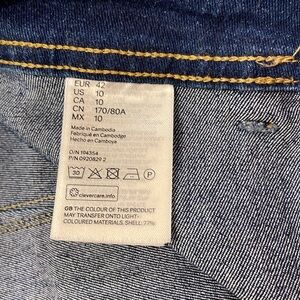 EUR 42
US 10
CA 10
CN 170/80A
MX 10
Made in Cambodia
Fabriqué en Cambodge
Hecho en Camboya
O/N 194354
P/N 0920829 2
30 P
clevercare.info
GB THE COLOUR OF THIS PRODUCT
MAY TRANSFER ONTO LIGHT-
COLOURED MATERIALS. SHELL: 77%